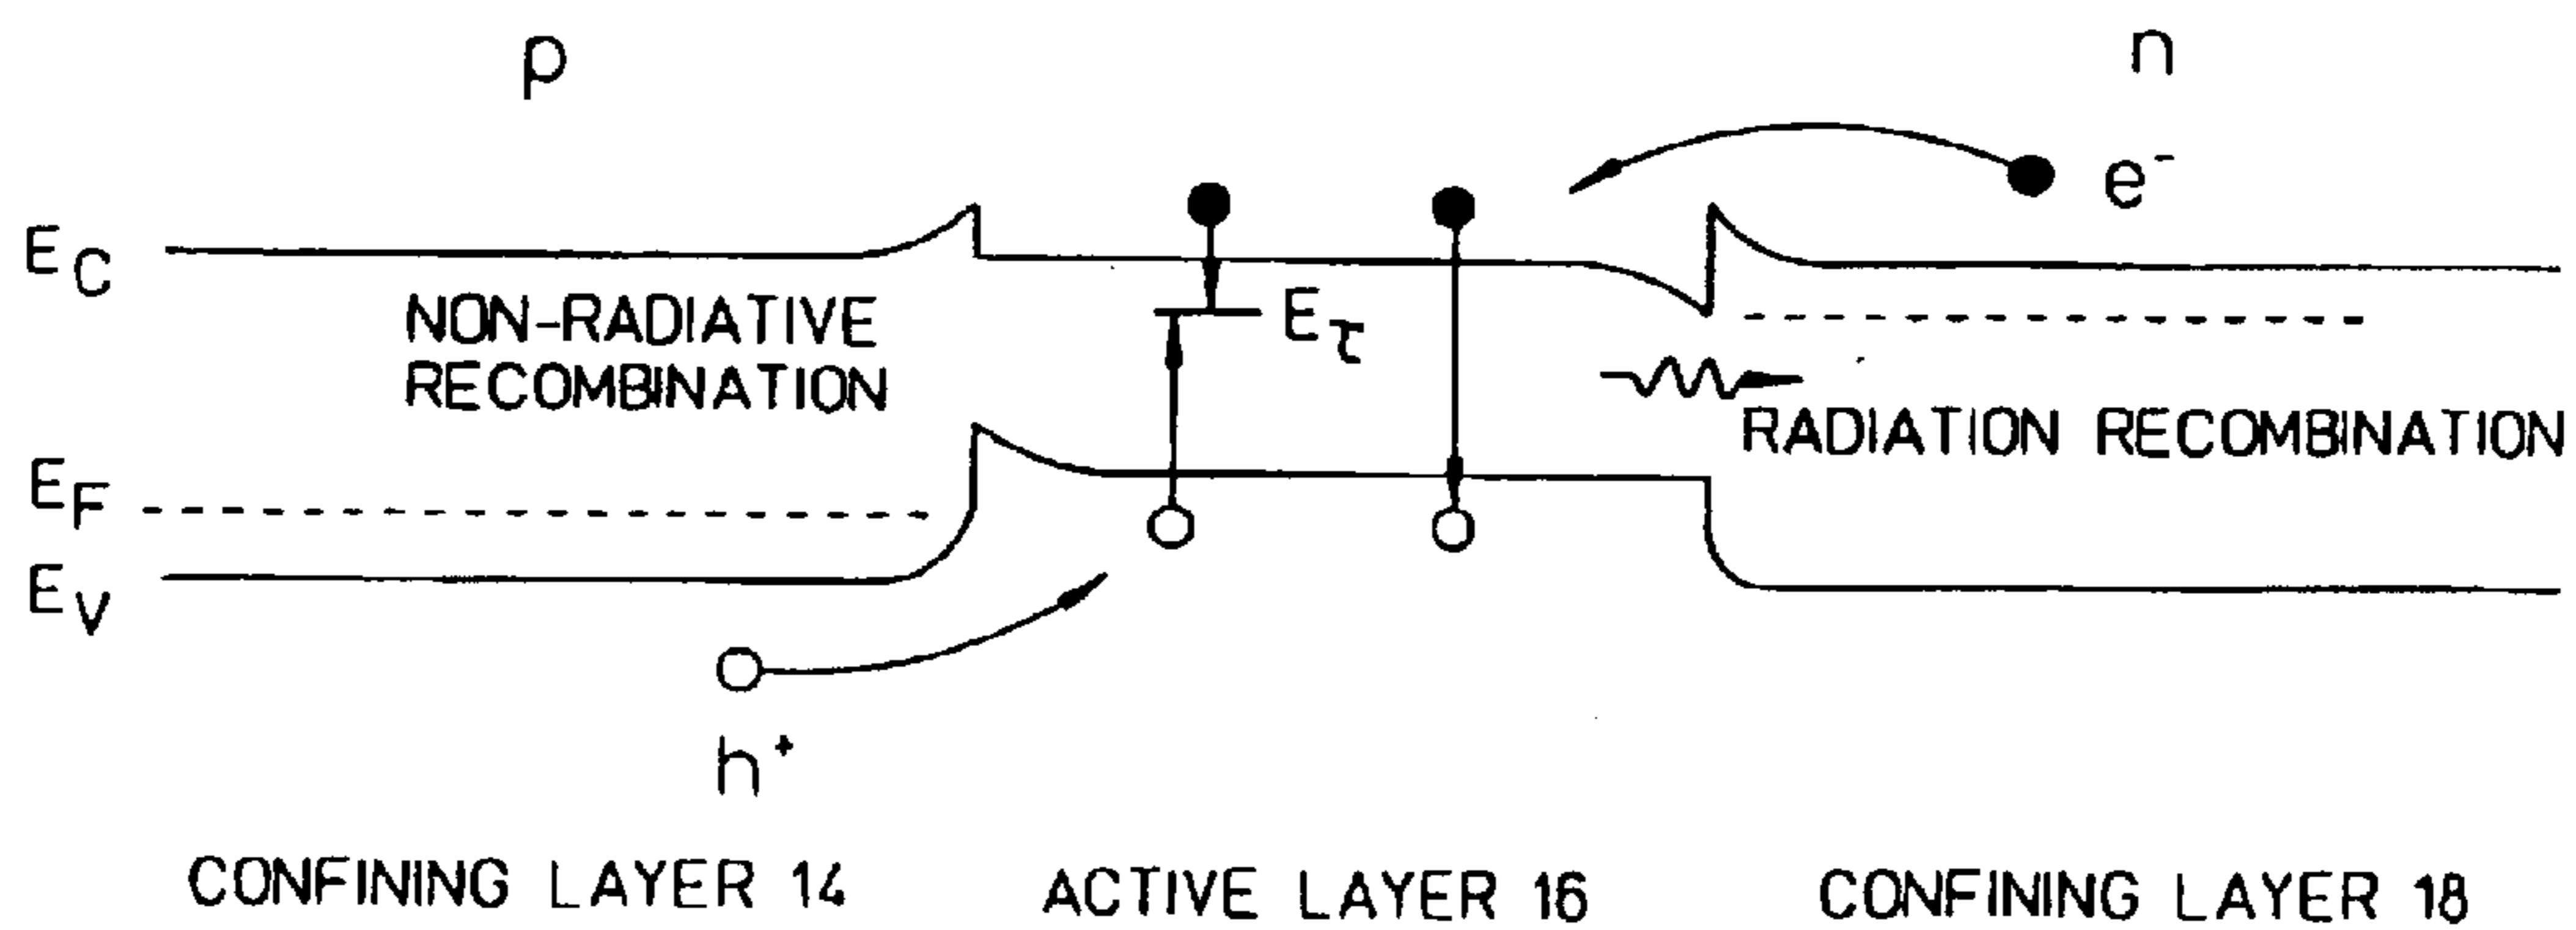 p
n
e⁻
E_C
NON-RADIATIVE
RECOMBINATION
E_τ
RADIATION RECOMBINATION
E_F
E_V
h⁺
CONFINING LAYER 14
ACTIVE LAYER 16
CONFINING LAYER 18